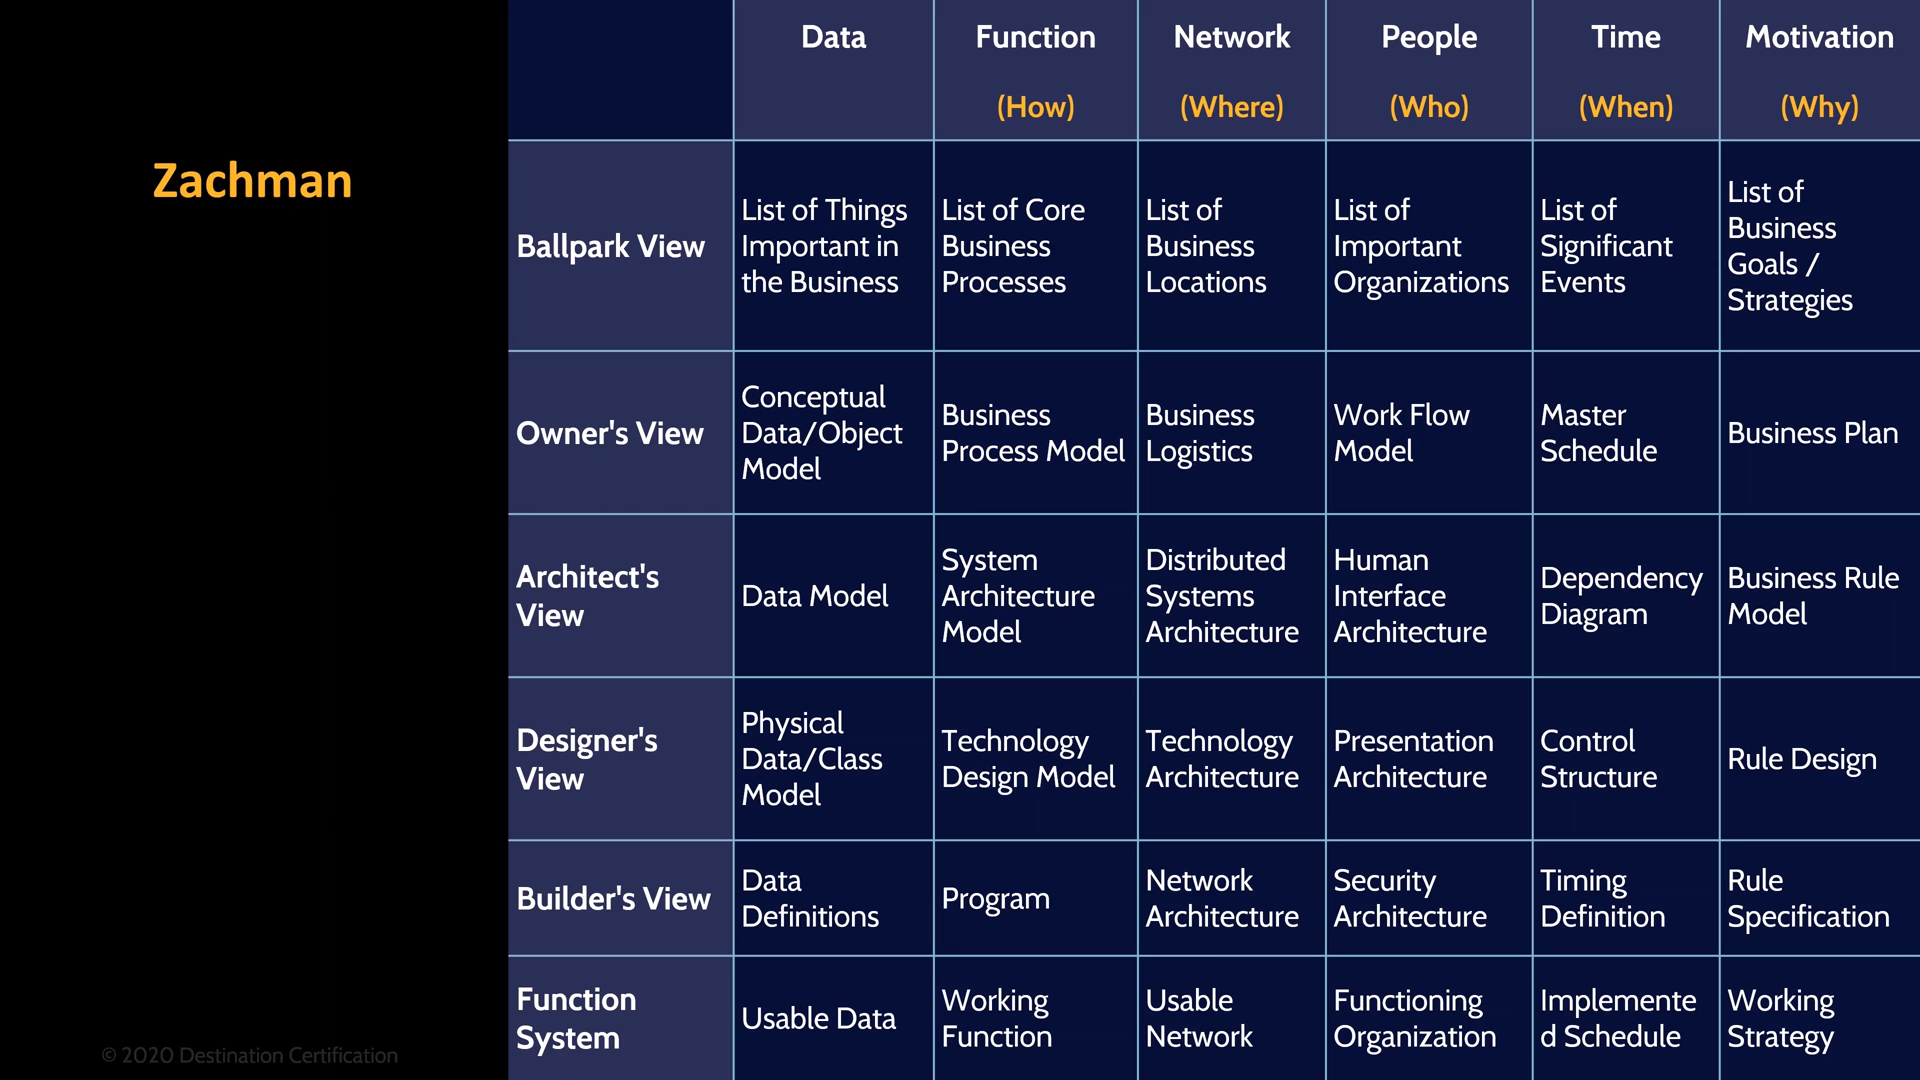 Zachman
Data
Function
Network
People
Time
Motivation
(How)
(Where)
(Who)
(When)
(Why)
Ballpark View
List of Things
Important in
the Business
List of Core
Business
Processes
List of
Business
Locations
List of
Important
Organizations
List of
Significant
Events
List of
Business
Goals /
Strategies
Owner's View
Conceptual
Data/Object
Model
Business
Process Model
Business
Logistics
Work Flow
Model
Master
Schedule
Business Plan
Architect's
View
Data Model
System
Architecture
Model
Distributed
Systems
Architecture
Human
Interface
Architecture
Dependency
Diagram
Business Rule
Model
Designer's
View
Physical
Data/Class
Model
Technology
Design Model
Technology
Architecture
Presentation
Architecture
Control
Structure
Rule Design
Builder's View
Data
Definitions
Program
Network
Architecture
Security
Architecture
Timing
Definition
Rule
Specification
Function
System
Usable Data
Working
Function
Usable
Network
Functioning
Organization
Implemente
d Schedule
Working
Strategy
© 2020 Destination Certification